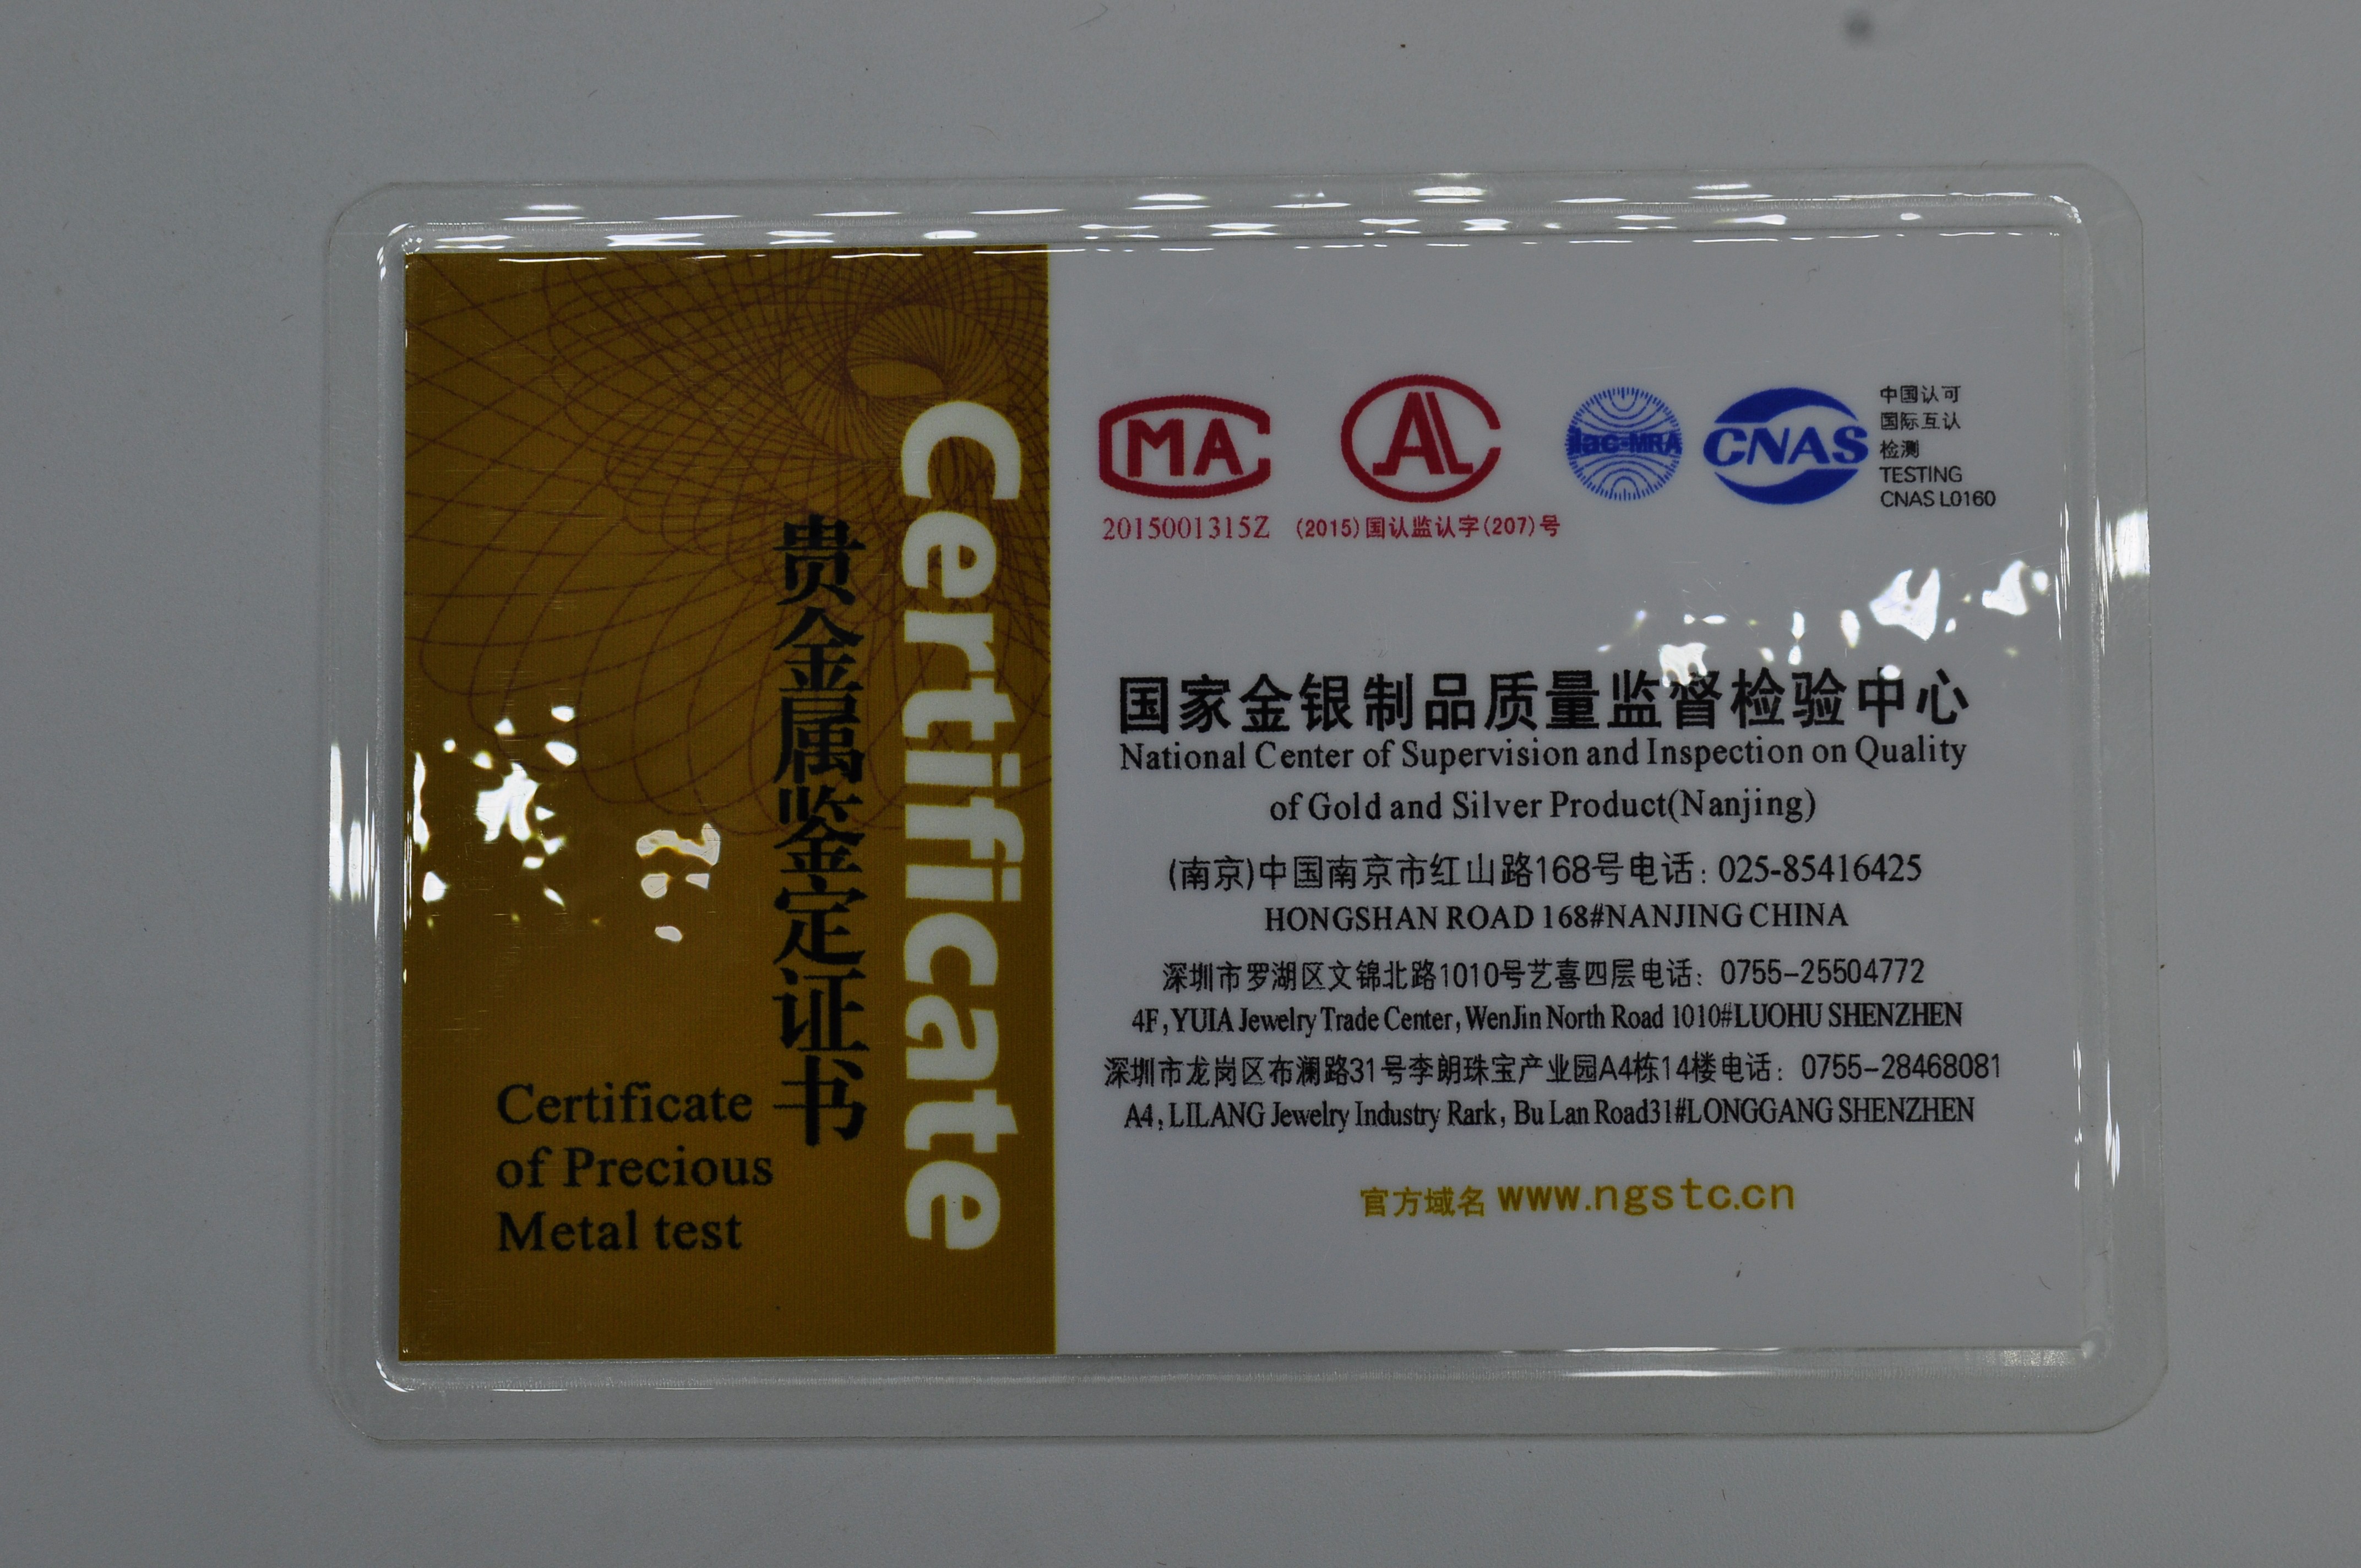 Certificate
贵金属鉴定证书
Certificate
of Precious
Metal test
MA
2015001315Z
AL
(2015)国认监认字(207)号
ilac-MRA
CNAS
中国认可
国际互认
检测
TESTING
CNAS L0160
国家金银制品质量监督检验中心
National Center of Supervision and Inspection on Quality
of Gold and Silver Product(Nanjing)
(南京)中国南京市红山路168号电话: 025-85416425
HONGSHAN ROAD 168#NANJING CHINA
深圳市罗湖区文锦北路1010号艺喜四层电话: 0755-25504772
4F, YUIA Jewelry Trade Center, WenJin North Road 1010#LUOHU SHENZHEN
深圳市龙岗区布澜路31号李朗珠宝产业园A4栋14楼电话: 0755-28468081
A4, LILANG Jewelry Industry Rark, Bu Lan Road31#LONGGANG SHENZHEN
官方域名 www.ngstc.cn